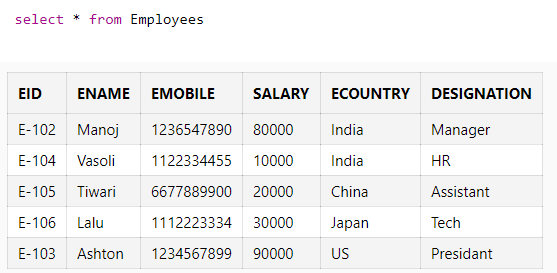 select * from Employees
EID ENAME EMOBILE SALARY ECOUNTRY DESIGNATION
E-102 Manoj 1236547890 80000 India Manager
E-104 Vasoli 1122334455 10000 India HR
E-105 Tiwari 6677889900 20000 China Assistant
E-106 Lalu 1112223334 30000 Japan Tech
E-103 Ashton 1234567899 90000 US Presidant